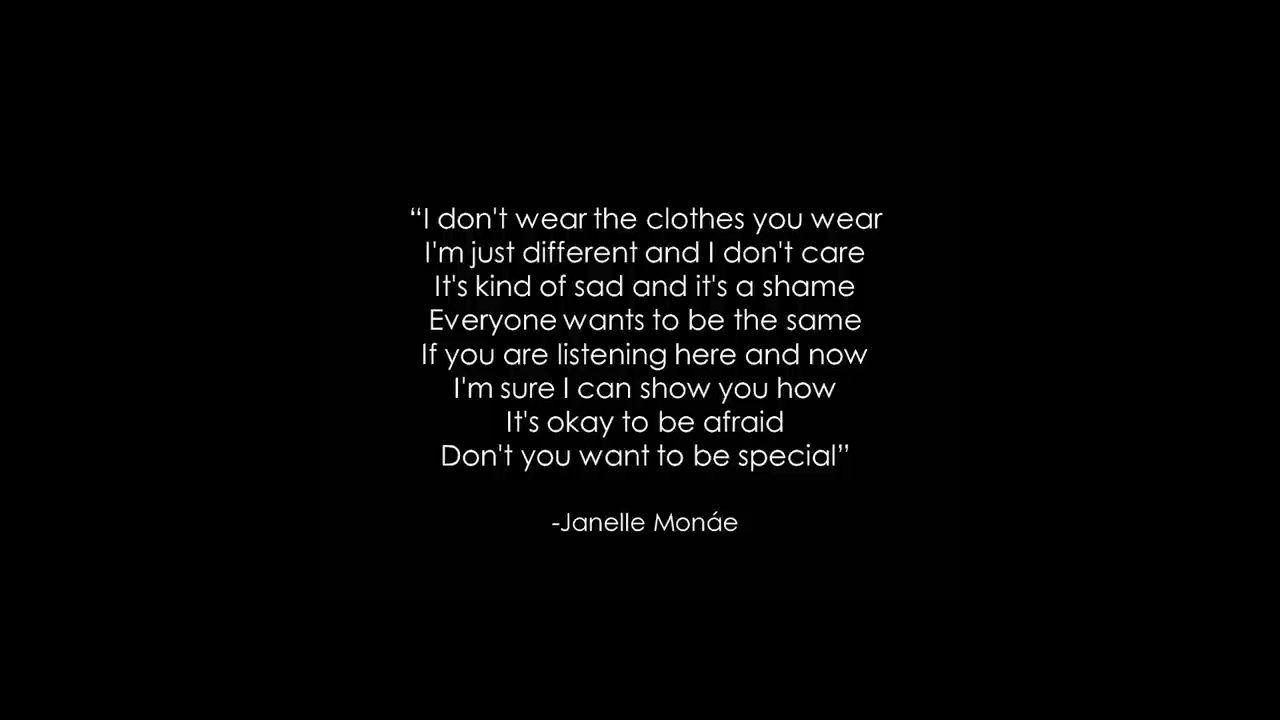 “I don't wear the clothes you wear
I'm just different and I don't care
It's kind of sad and it's a shame
Everyone wants to be the same
If you are listening here and now
I'm sure I can show you how
It's okay to be afraid
Don't you want to be special”
-Janelle Monáe